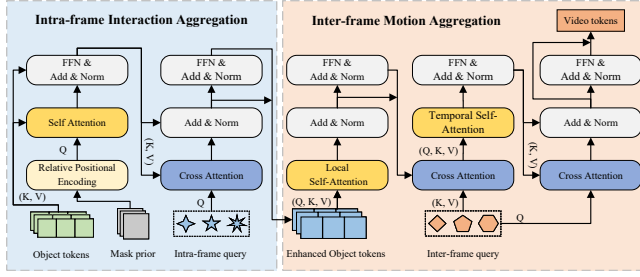 Intra-frame Interaction Aggregation
FFN &
Add & Norm
FFN &
Add & Norm
(K, V)
Self Attention
Add & Norm
Q
Relative Positional
Encoding
Cross Attention
(K, V)
Q
Object tokens
Mask prior
Intra-frame query
Inter-frame Motion Aggregation
Video tokens
FFN &
Add & Norm
FFN &
Add & Norm
FFN &
Add & Norm
Add & Norm
Temporal Self-
Attention
Add & Norm
(Q, K, V)
(K, V)
Local
Self-Attention
Cross Attention
Cross Attention
(Q, K, V)
(K, V)
Q
Enhanced Object tokens
Inter-frame query